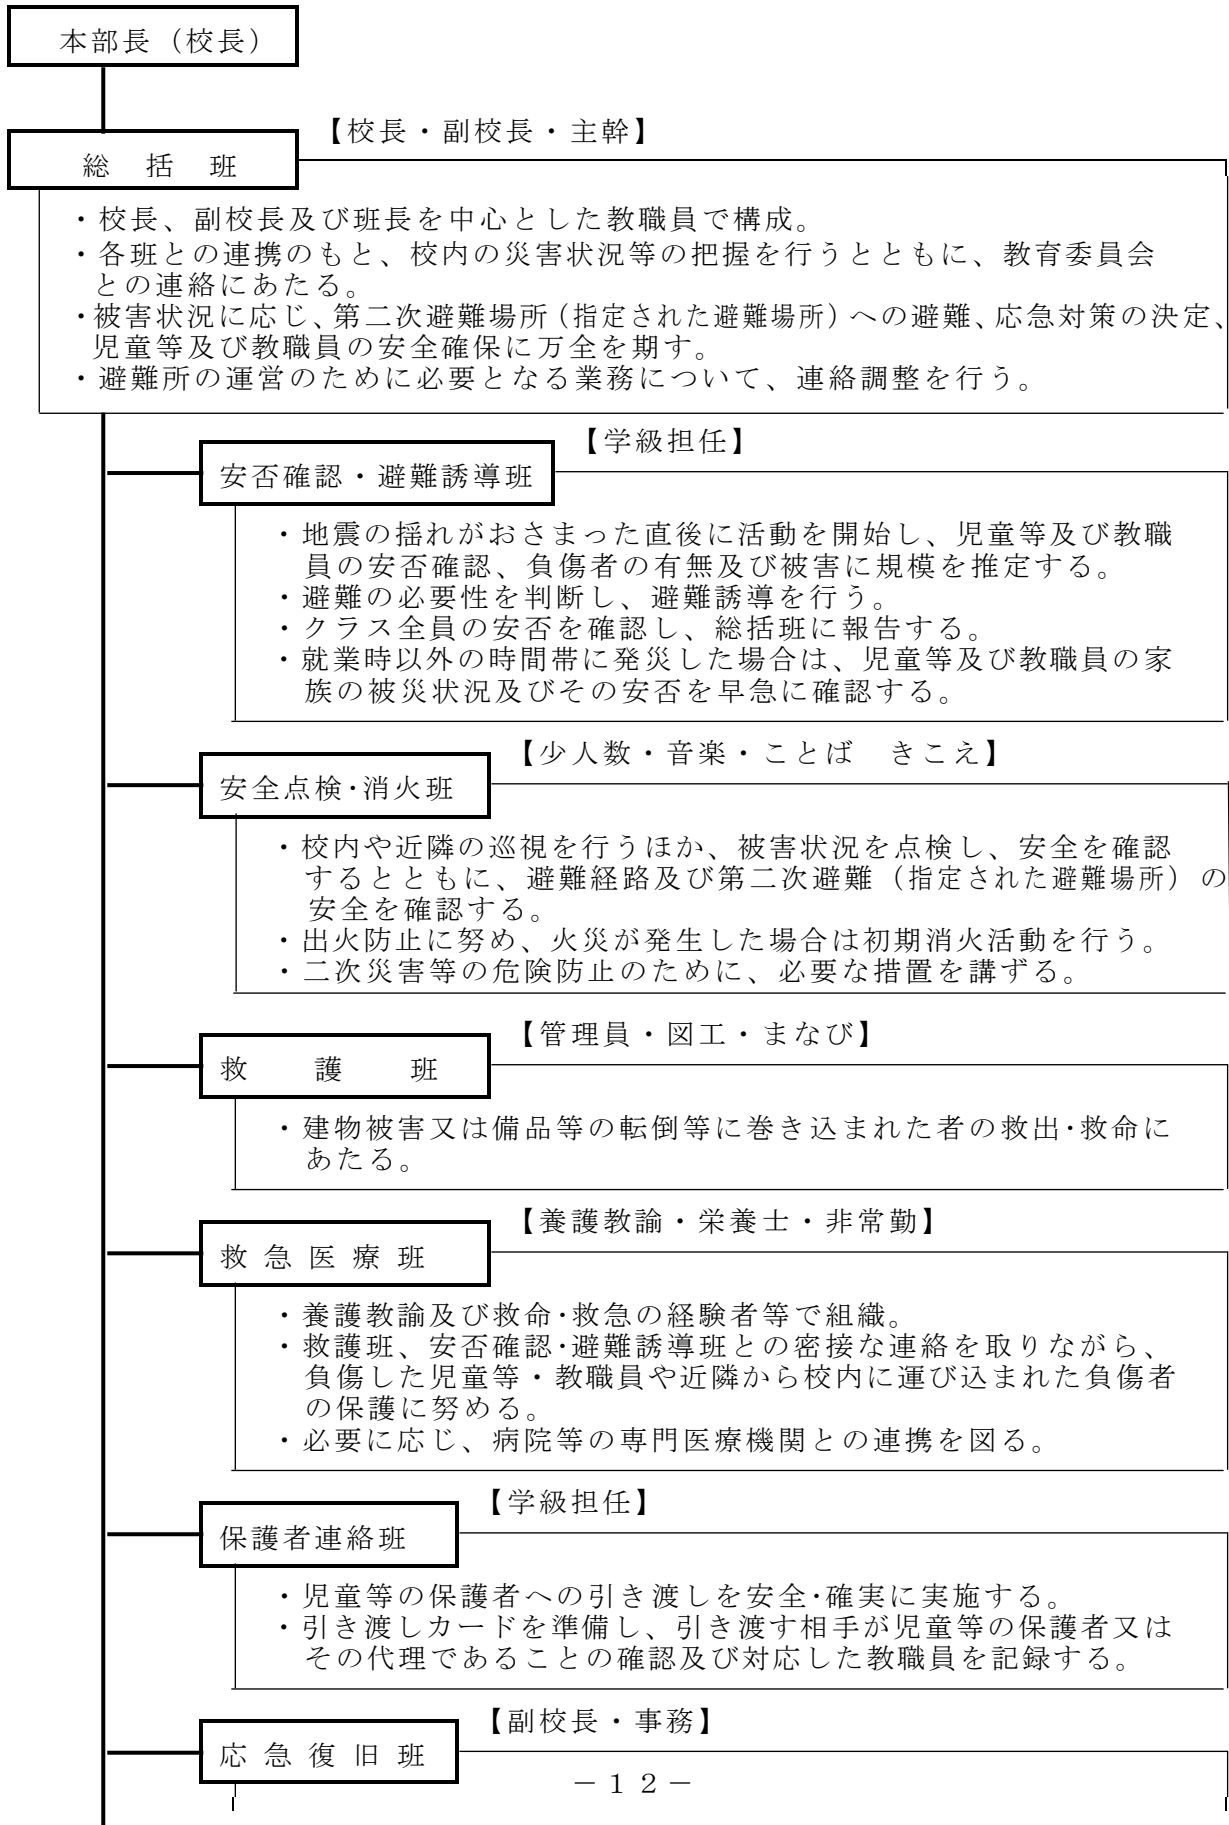 本部長（校長）
【校長・副校長・主幹】
総　括　班
・校長、副校長及び班長を中心とした教職員で構成。
・各班との連携のもと、校内の災害状況等の把握を行うとともに、教育委員会
との連絡にあたる。
・被害状況に応じ、第二次避難場所（指定された避難場所）への避難、応急対策の決定、
児童等及び教職員の安全確保に万全を期す。
・避難所の運営のために必要となる業務について、連絡調整を行う。
【学級担任】
安否確認・避難誘導班
・地震の揺れがおさまった直後に活動を開始し、児童等及び教職
員の安否確認、負傷者の有無及び被害に規模を推定する。
・避難の必要性を判断し、避難誘導を行う。
・クラス全員の安否を確認し、総括班に報告する。
・就業時以外の時間帯に発災した場合は、児童等及び教職員の家
族の被災状況及びその安否を早急に確認する。
【少人数・音楽・ことば　きこえ】
安全点検・消火班
・校内や近隣の巡視を行うほか、被害状況を点検し、安全を確認
するとともに、避難経路及び第二次避難（指定された避難場所）の
安全を確認する。
・出火防止に努め、火災が発生した場合は初期消火活動を行う。
・二次災害等の危険防止のために、必要な措置を講ずる。
【管理員・図工・まなび】
救　護　班
・建物被害又は備品等の転倒等に巻き込まれた者の救出・救命に
あたる。
【養護教諭・栄養士・非常勤】
救急医療班
・養護教諭及び救命・救急の経験者等で組織。
・救護班、安否確認・避難誘導班との密接な連絡を取りながら、
負傷した児童等・教職員や近隣から校内に運び込まれた負傷者
の保護に努める。
・必要に応じ、病院等の専門医療機関との連携を図る。
【学級担任】
保護者連絡班
・児童等の保護者への引き渡しを安全・確実に実施する。
・引き渡しカードを準備し、引き渡す相手が児童等の保護者又は
その代理であることの確認及び対応した教職員を記録する。
【副校長・事務】
応急復旧班
－１２－